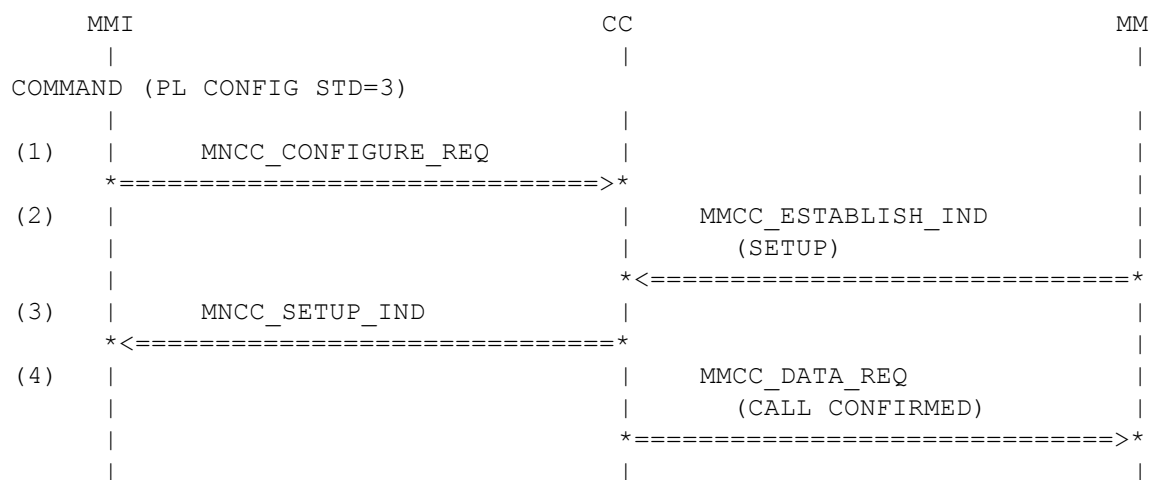 MMI CC MM
COMMAND (PL CONFIG STD=3)
(1) MNCC_CONFIGURE_REQ
*==============================>*
(2) MMCC_ESTABLISH_IND
(SETUP)
*<==============================*
(3) MNCC_SETUP_IND
*<==============================*
(4) MMCC_DATA_REQ
(CALL CONFIRMED)
*==============================>*